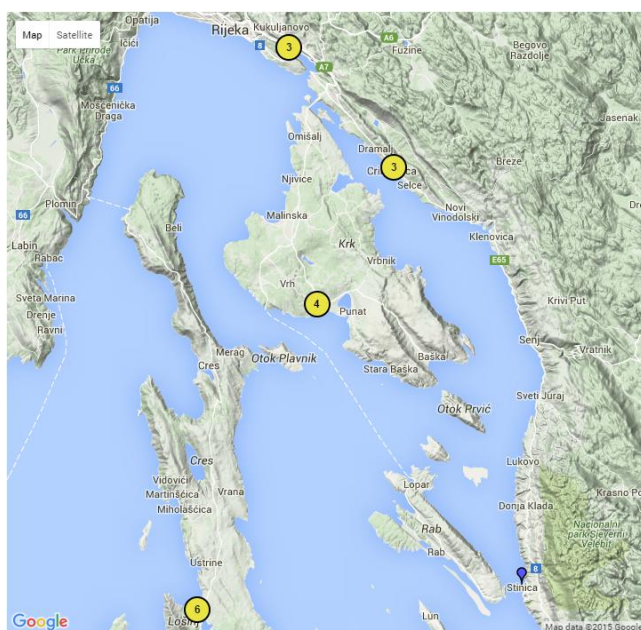 Opatija
Kukuljanovo
Rijeka
3
8
A6
Fužine
Begovo
Razdolje
Map
Satellite
Ičići
Učka
66
A7
Mošćenička
Draga
Jasenak
Omišalj
Dramalj
3
Selce
Breze
Njivice
Plomin
Novi
Vinodolski
Malinska
Beli
66
Krk
Klenovica
Labin
Rabac
Vrbnik
E65
Sveta Marina
Vrh
Krivi Put
Drenje
4
Punat
Ravni
Senj
Merag
Baška
Vratnik
Cres
Otok Plavnik
Stara Baška
Sveti Juraj
Otok Prvić
Cres
Lukovo
Vidovići
Martinšćica
Lopar
Vrana
Krasno Po
Miholašćica
Donja Klada
Rab
Nacionalni
park Sjeverni
Velebit
Rab
Ustrine
8
Stinica
6
Lošinj
Lun
Google
Map data ©2015 Google